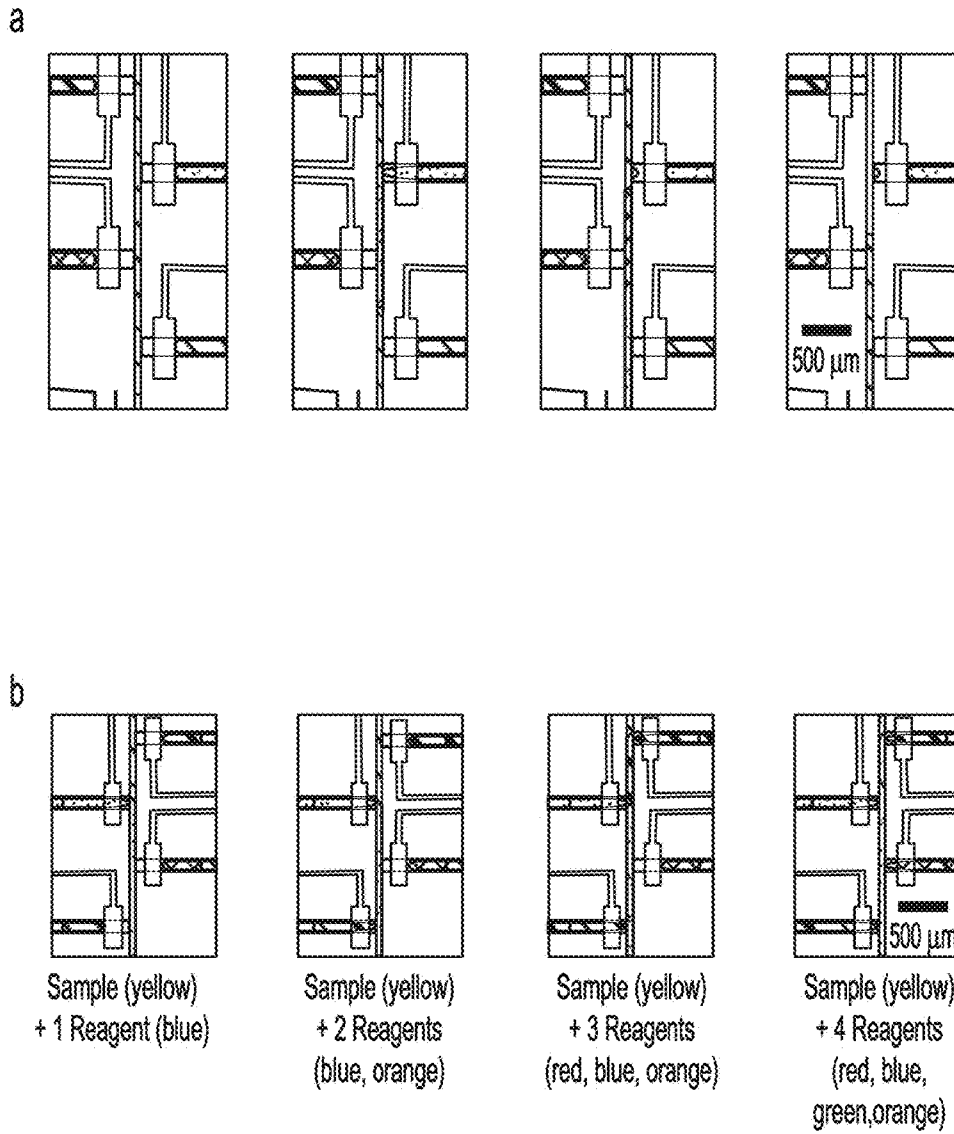 a
500 µm
b
500 µm
Sample (yellow)
+ 1 Reagent (blue)
Sample (yellow)
+ 2 Reagents
(blue, orange)
Sample (yellow)
+ 3 Reagents
(red, blue, orange)
Sample (yellow)
+ 4 Reagents
(red, blue,
green,orange)